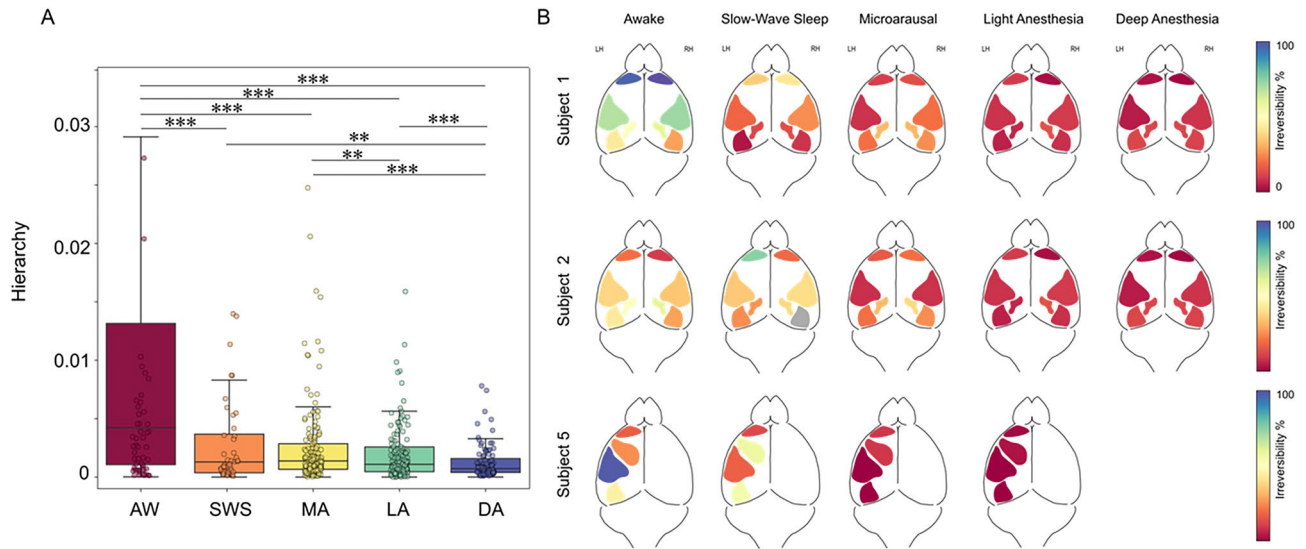 A
***
***
***
***
***
**
**
***
0.03
0.02
0.01
0
Hierarchy
AW
SWS
MA
LA
DA
B
Awake
Slow-Wave Sleep
Microarausal
Light Anesthesia
Deep Anesthesia
LH RH
LH RH
LH RH
LH RH
LH RH
Subject 1
100
Irreversibility %
0
Subject 2
100
Irreversibility %
Subject 5
100
Irreversibility %